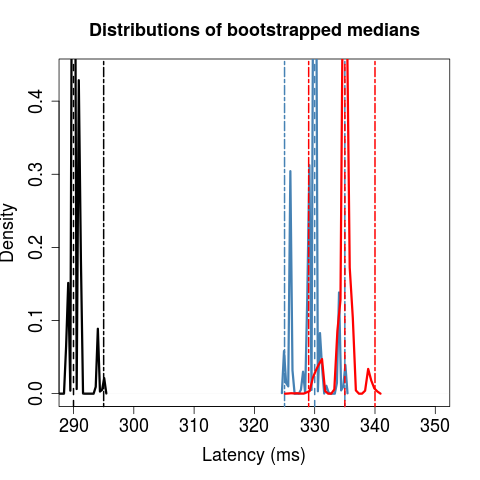 Distributions of bootstrapped medians
Density
0.0 0.1 0.2 0.3 0.4
290 300 310 320 330 340 350
Latency (ms)